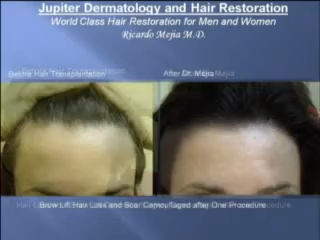 Jupiter Dermatology and Hair Restoration
World Class Hair Restoration for Men and Women
Ricardo Mejia M.D.
Before Hair Transplantation
After Dr. Mejia
Brow Lift Hair Loss and Scar Camouflaged after One Procedure